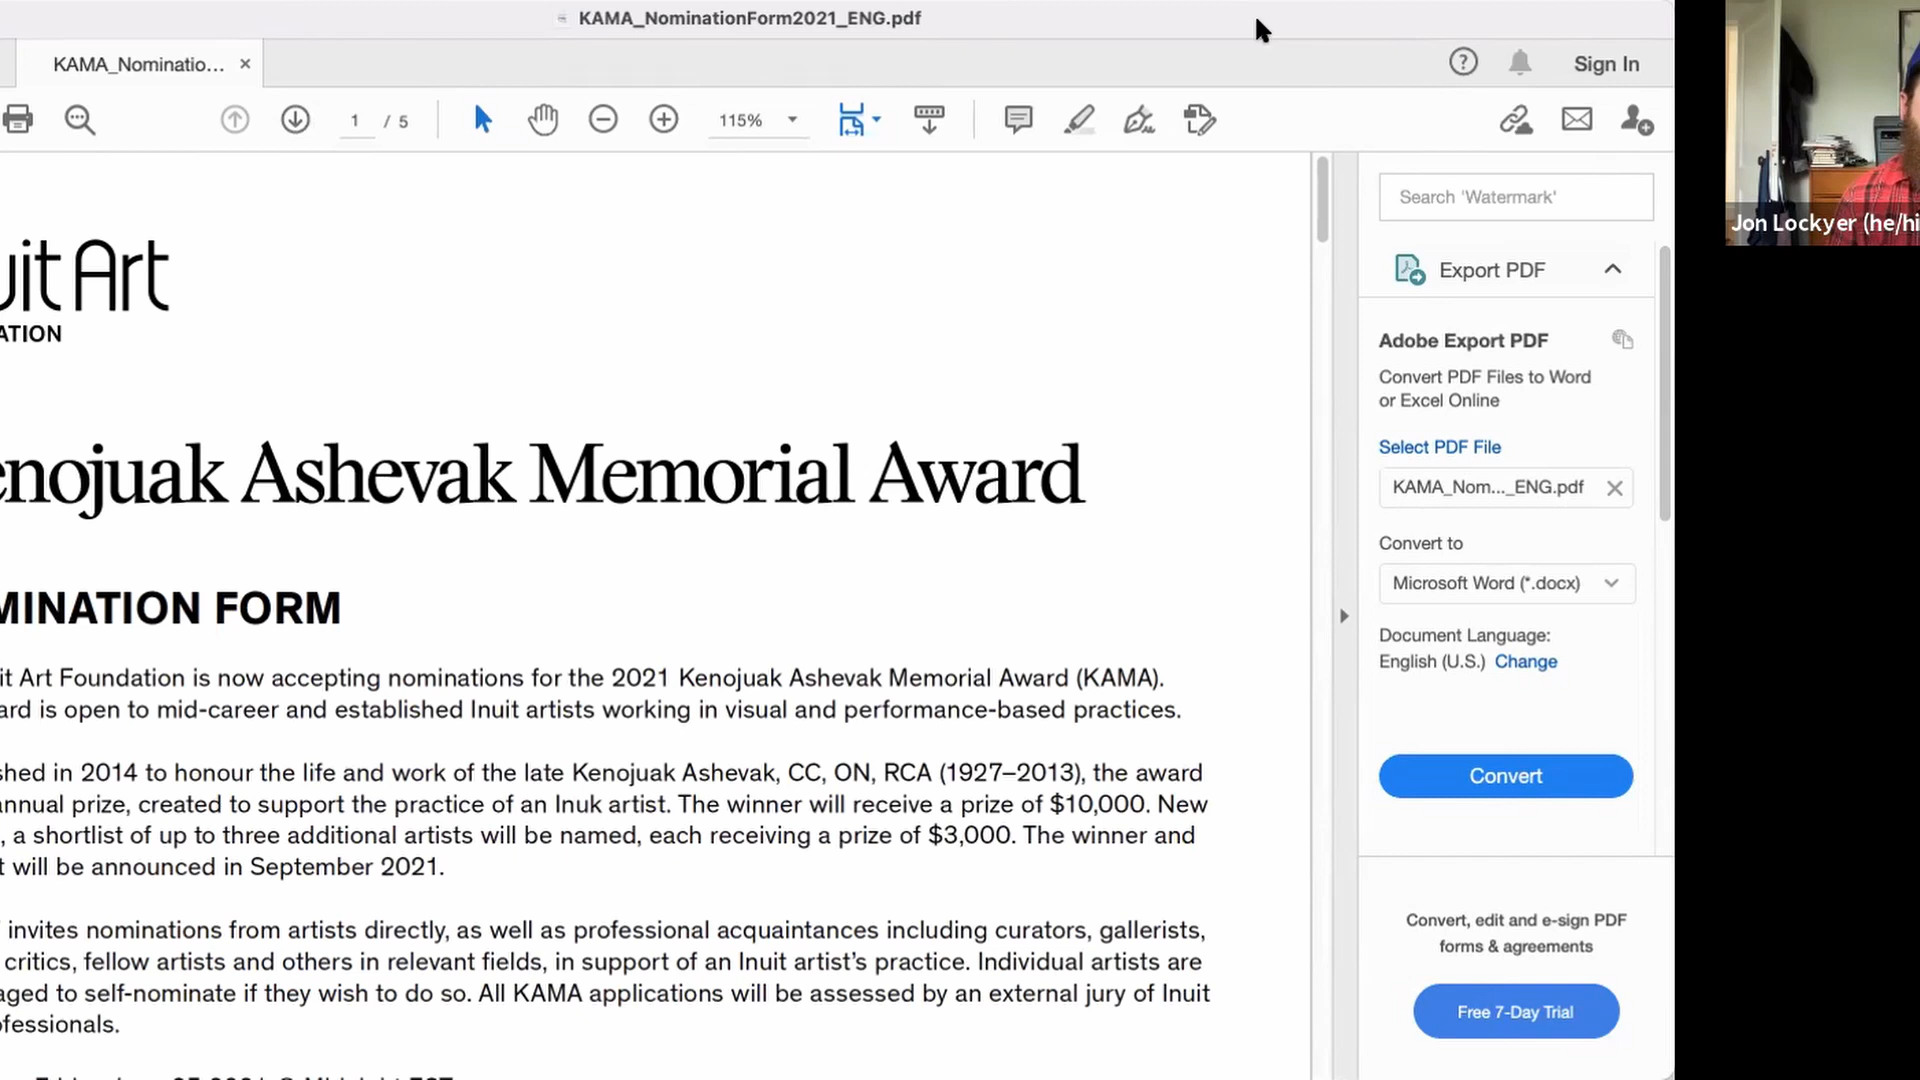 KAMA_NominationForm2021_ENG.pdf
KAMA_Nominatio... ×
Sign In
1 / 5
115%
uit Art
ATION
enojuak Ashevak Memorial Award
MINATION FORM
it Art Foundation is now accepting nominations for the 2021 Kenojuak Ashevak Memorial Award (KAMA).
ard is open to mid-career and established Inuit artists working in visual and performance-based practices.
shed in 2014 to honour the life and work of the late Kenojuak Ashevak, CC, ON, RCA (1927–2013), the award
annual prize, created to support the practice of an Inuk artist. The winner will receive a prize of $10,000. New
, a shortlist of up to three additional artists will be named, each receiving a prize of $3,000. The winner and
t will be announced in September 2021.
invites nominations from artists directly, as well as professional acquaintances including curators, gallerists,
critics, fellow artists and others in relevant fields, in support of an Inuit artist's practice. Individual artists are
aged to self-nominate if they wish to do so. All KAMA applications will be assessed by an external jury of Inuit
ofessionals.
Search 'Watermark'
Export PDF
Adobe Export PDF
Convert PDF Files to Word
or Excel Online
Select PDF File
KAMA_Nom..._ENG.pdf
Convert to
Microsoft Word (*.docx)
Document Language:
English (U.S.) Change
Convert
Convert, edit and e-sign PDF
forms & agreements
Free 7-Day Trial
Jon Lockyer (he/hi